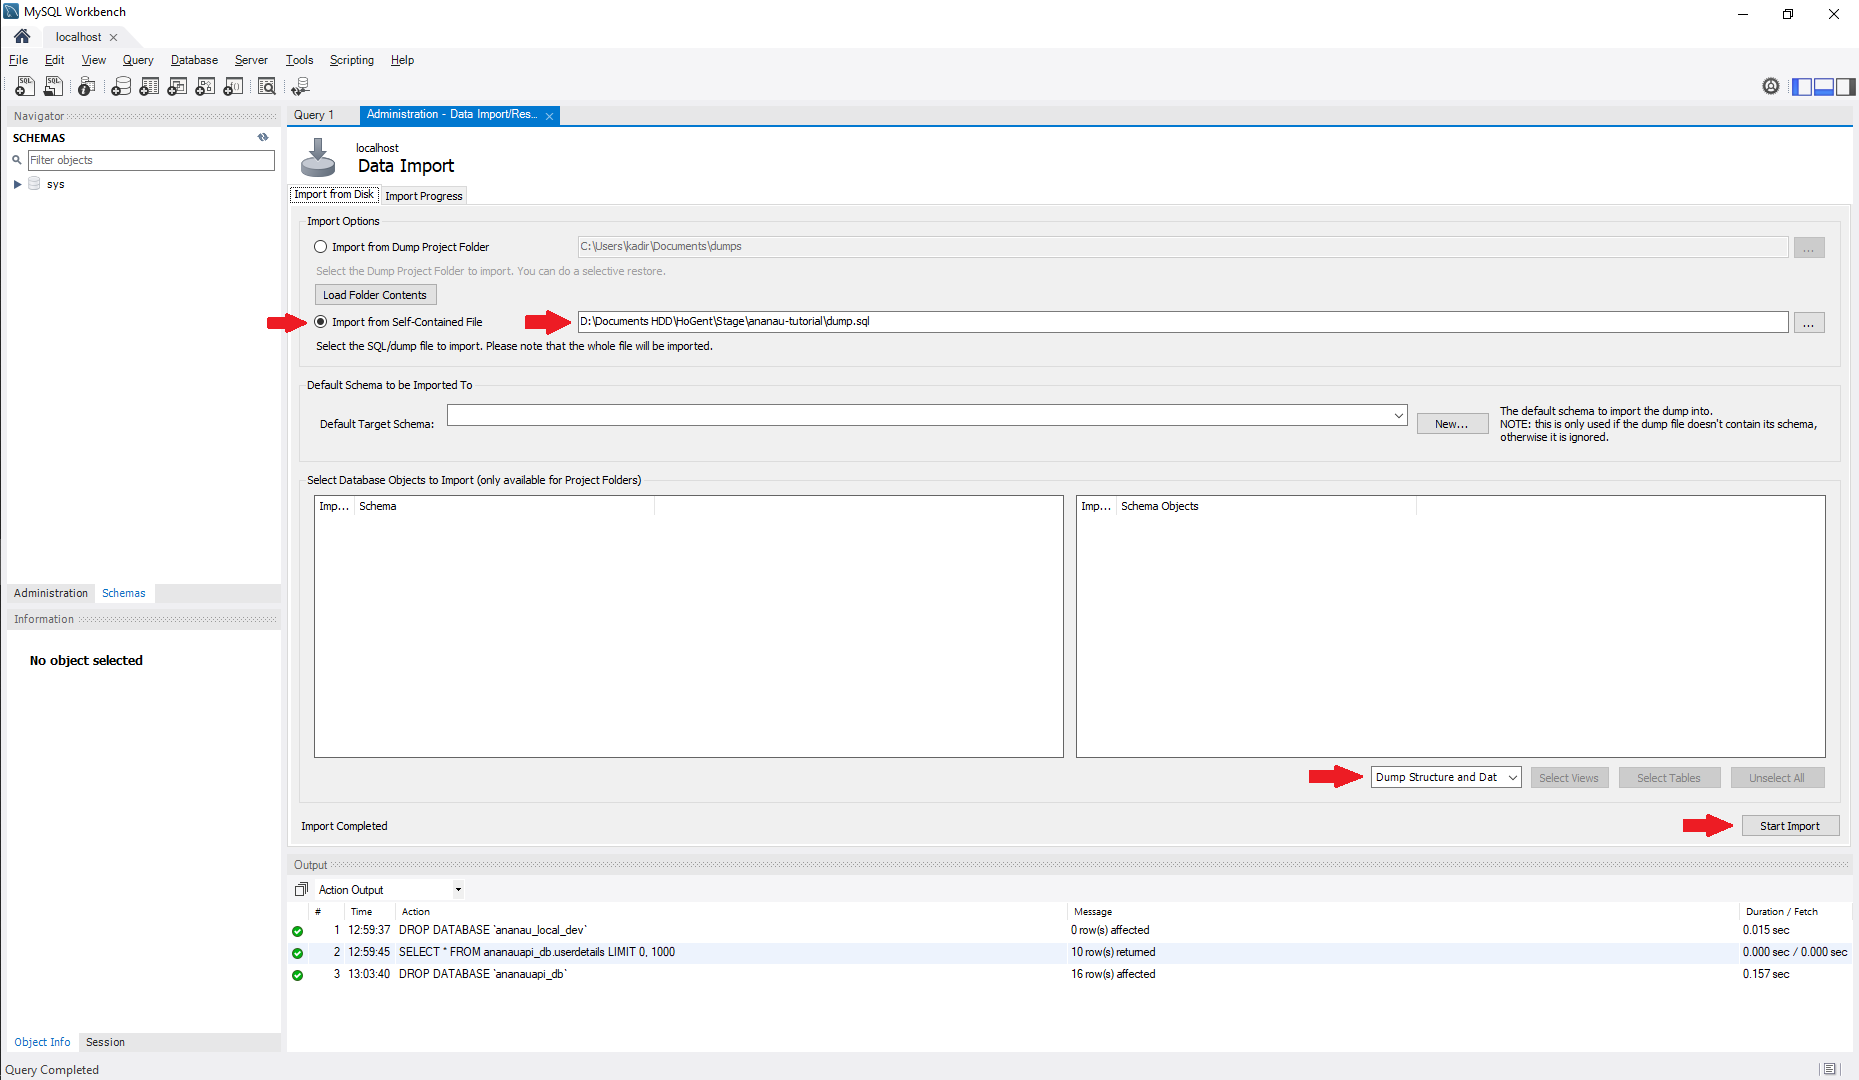 MySQL Workbench
localhost
File Edit View Query Database Server Tools Scripting Help
Navigator
SCHEMAS
Filter objects
sys
Administration Schemas
Information
No object selected
Object Info Session
Query 1 Administration - Data Import/Res...
localhost
Data Import
Import from Disk Import Progress
Import Options
Import from Dump Project Folder C:\Users\kadir\Documents\dumps ...
Select the Dump Project Folder to import. You can do a selective restore.
Load Folder Contents
Import from Self-Contained File D:\Documents HDD\HoGent\Stage\ananau-tutorial\dump.sql ...
Select the SQL/dump file to import. Please note that the whole file will be imported.
Default Schema to be Imported To
Default Target Schema: New...
The default schema to import the dump into.
NOTE: this is only used if the dump file doesn't contain its schema,
otherwise it is ignored.
Select Database Objects to Import (only available for Project Folders)
Imp... Schema Imp... Schema Objects
Dump Structure and Dat Select Views Select Tables Unselect All
Import Completed Start Import
Output
Action Output
# Time Action Message Duration / Fetch
1 12:59:37 DROP DATABASE `ananau_local_dev` 0 row(s) affected 0.015 sec
2 12:59:45 SELECT * FROM ananauapi_db.userdetails LIMIT 0, 1000 10 row(s) returned 0.000 sec / 0.000 sec
3 13:03:40 DROP DATABASE `ananauapi_db` 16 row(s) affected 0.157 sec
Query Completed